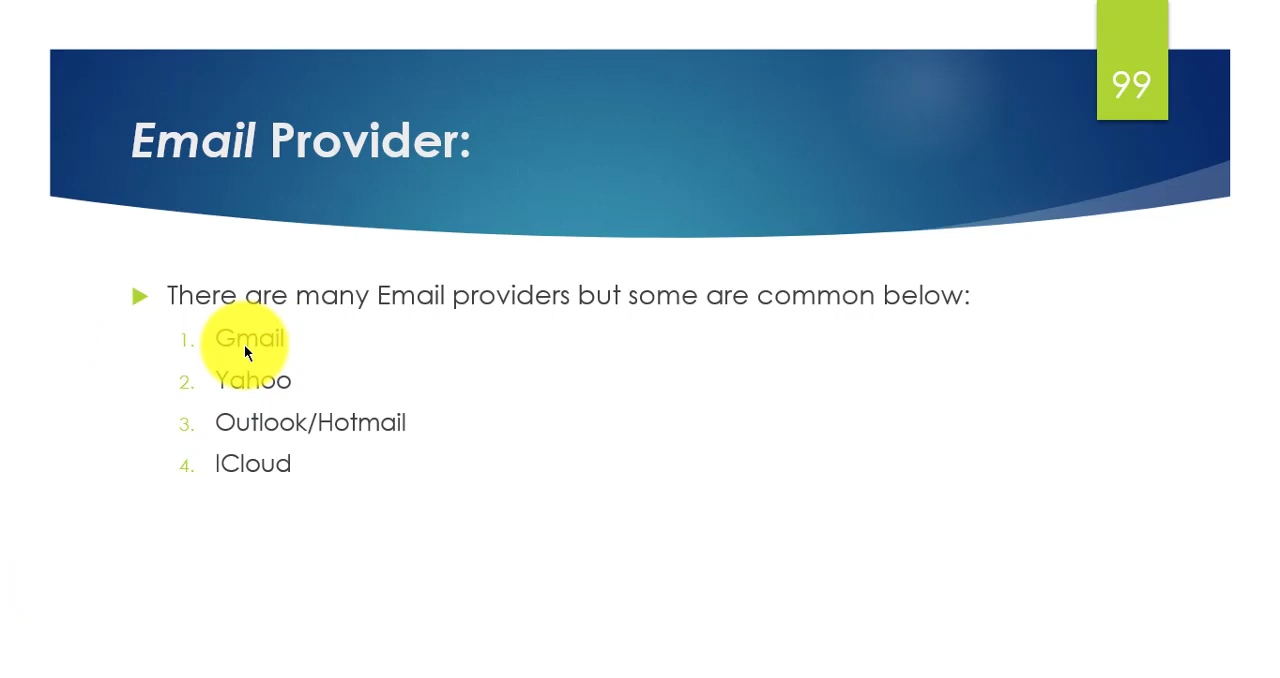 99
Email Provider:
There are many Email providers but some are common below:
1. Gmail
2. Yahoo
3. Outlook/Hotmail
4. ICloud